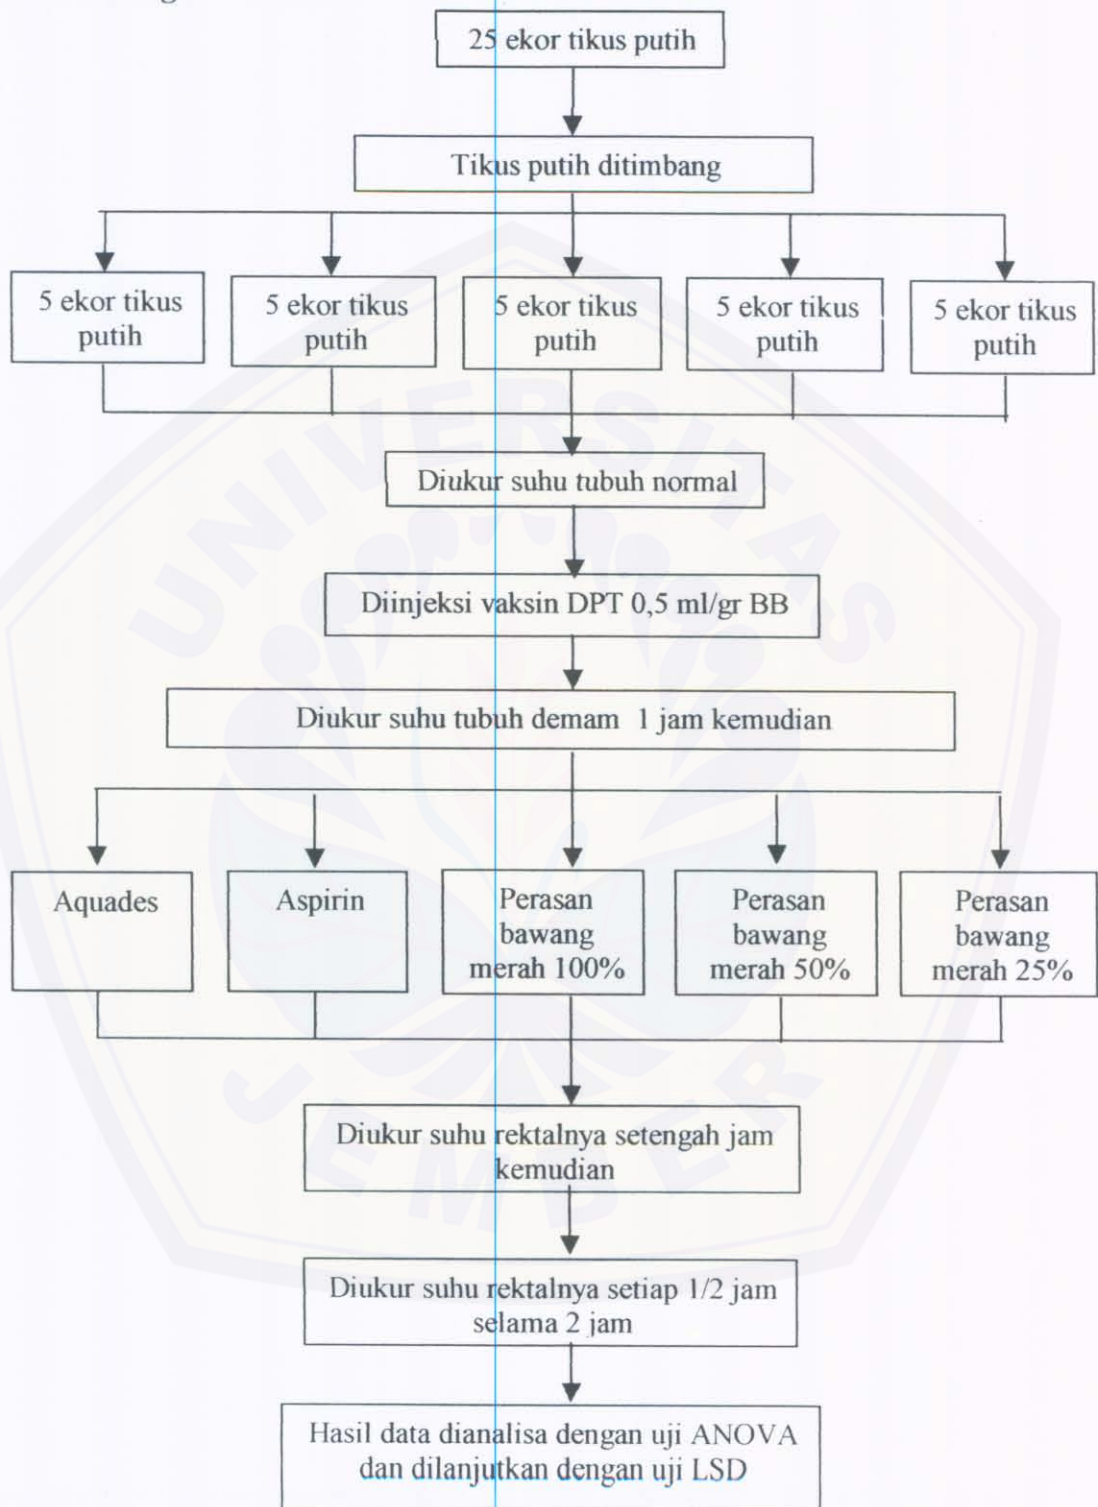 25 ekor tikus putih
Tikus putih ditimbang
5 ekor tikus
putih
5 ekor tikus
putih
5 ekor tikus
putih
5 ekor tikus
putih
5 ekor tikus
putih
Diukur suhu tubuh normal
Diinjeksi vaksin DPT 0,5 ml/gr BB
Diukur suhu tubuh demam 1 jam kemudian
Aquades
Aspirin
Perasan
bawang
merah 100%
Perasan
bawang
merah 50%
Perasan
bawang
merah 25%
Diukur suhu rektalnya setengah jam
kemudian
Diukur suhu rektalnya setiap 1/2 jam
selama 2 jam
Hasil data dianalisa dengan uji ANOVA
dan dilanjutkan dengan uji LSD
UNIVERSITAS
JEMBER